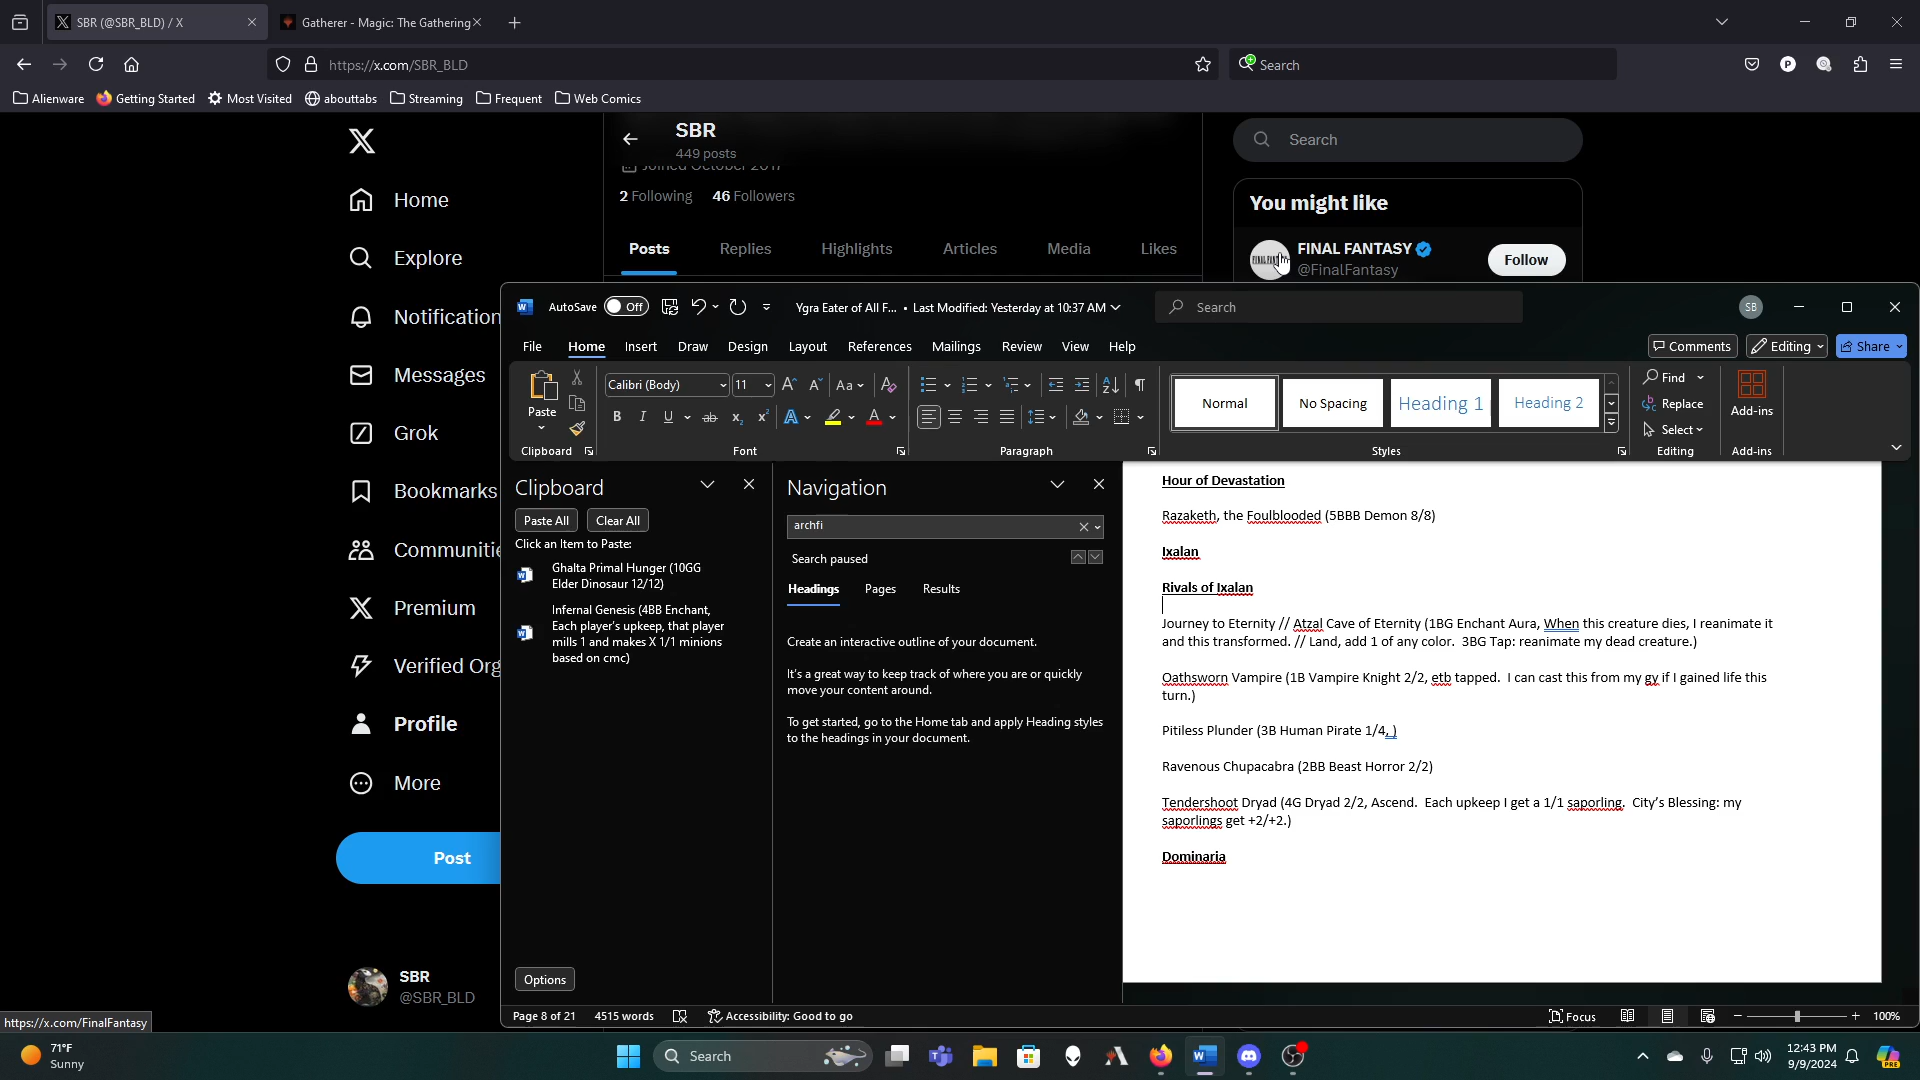 SBR (@SBR_BLD) / X
Gatherer - Magic: The Gathering
https://x.com/SBR_BLD
Search
Alienware
Getting Started
Most Visited
abouttabs
Streaming
Frequent
Web Comics
SBR
449 posts
Joined October 2017
2 Following 46 Followers
Posts Replies Highlights Articles Media Likes
Home
Explore
Notification
Messages
Grok
Bookmarks
Communitie
Premium
Verified Org
Profile
More
Post
SBR
@SBR_BLD
https://x.com/FinalFantasy
Search
You might like
FINAL FANTASY
@FinalFantasy
Follow
AutoSave Off
Ygra Eater of All F... • Last Modified: Yesterday at 10:37 AM
Search
SB
File Home Insert Draw Design Layout References Mailings Review View Help
Comments Editing Share
Paste
Clipboard
Calibri (Body) 11
Font
Paragraph
Normal
No Spacing
Heading 1
Heading 2
Styles
Find
Replace
Select
Editing
Add-ins
Add-ins
Clipboard
Paste All Clear All
Click an Item to Paste:
Ghalta Primal Hunger (10GG
Elder Dinosaur 12/12)
Infernal Genesis (4BB Enchant,
Each player's upkeep, that player
mills 1 and makes X 1/1 minions
based on cmc)
Options
Navigation
archfi
Search paused
Headings Pages Results
Create an interactive outline of your document.
It's a great way to keep track of where you are or quickly
move your content around.
To get started, go to the Home tab and apply Heading styles
to the headings in your document.
Hour of Devastation
Razaketh, the Foulblooded (5BBB Demon 8/8)
Ixalan
Rivals of Ixalan
Journey to Eternity // Atzal Cave of Eternity (1BG Enchant Aura, When this creature dies, I reanimate it
and this transformed. // Land, add 1 of any color.  3BG Tap: reanimate my dead creature.)
Oathsworn Vampire (1B Vampire Knight 2/2, etb tapped.  I can cast this from my gy if I gained life this
turn.)
Pitiless Plunder (3B Human Pirate 1/4, )
Ravenous Chupacabra (2BB Beast Horror 2/2)
Tendershoot Dryad (4G Dryad 2/2, Ascend.  Each upkeep I get a 1/1 saporling.  City's Blessing: my
saporlings get +2/+2.)
Dominaria
Page 8 of 21 4515 words
Accessibility: Good to go
Focus
100%
71°F
Sunny
Search
12:43 PM
9/9/2024